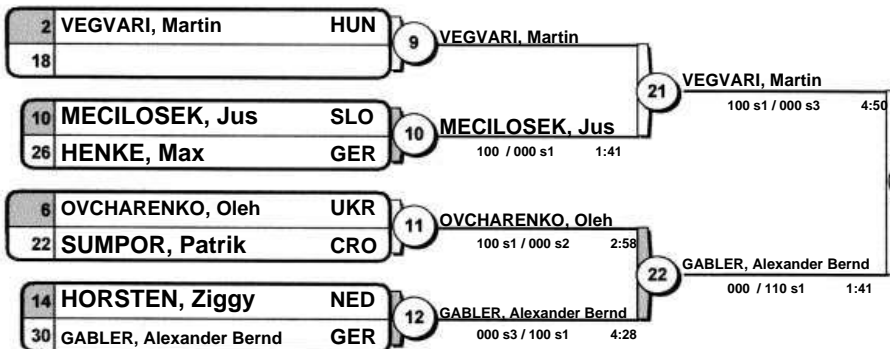 2 VEGVARI, Martin HUN
18
9
VEGVARI, Martin
10 MECILOSEK, Jus SLO
26 HENKE, Max GER
10
MECILOSEK, Jus
100 / 000 s1 1:41
21
VEGVARI, Martin
100 s1 / 000 s3 4:50
6 OVCHARENKO, Oleh UKR
22 SUMPOR, Patrik CRO
11
OVCHARENKO, Oleh
100 s1 / 000 s2 2:58
14 HORSTEN, Ziggy NED
30 GABLER, Alexander Bernd GER
12
GABLER, Alexander Bernd
000 s3 / 100 s1 4:28
22
GABLER, Alexander Bernd
000 / 110 s1 1:41